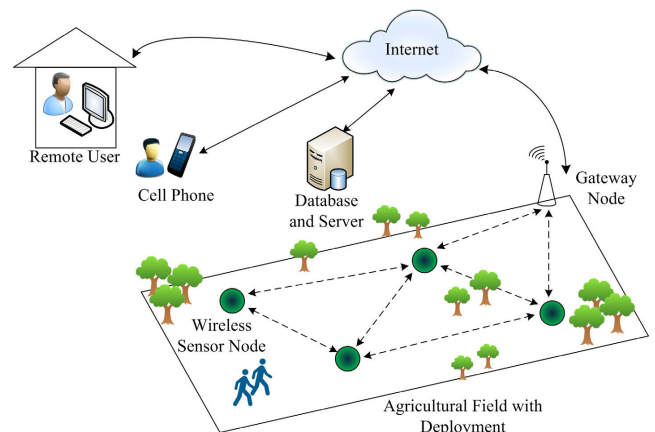 Internet
Remote User
Cell Phone
Database
and Server
Gateway
Node
Wireless
Sensor Node
Agricultural Field with
Deployment